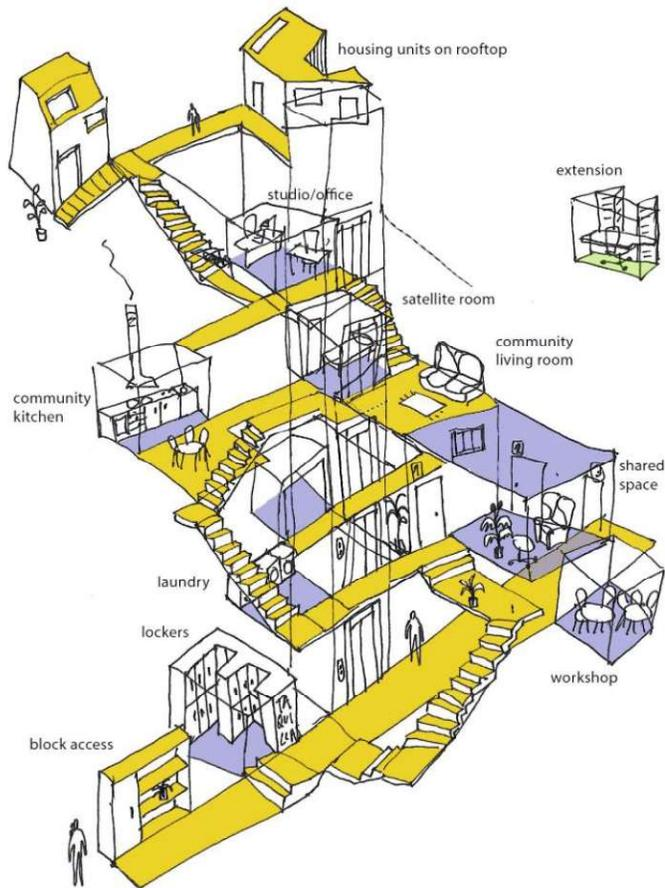 housing units on rooftop
extension
studio/office
satellite room
community
living room
community
kitchen
shared
space
laundry
lockers
workshop
TA
QUI
LLA
block access